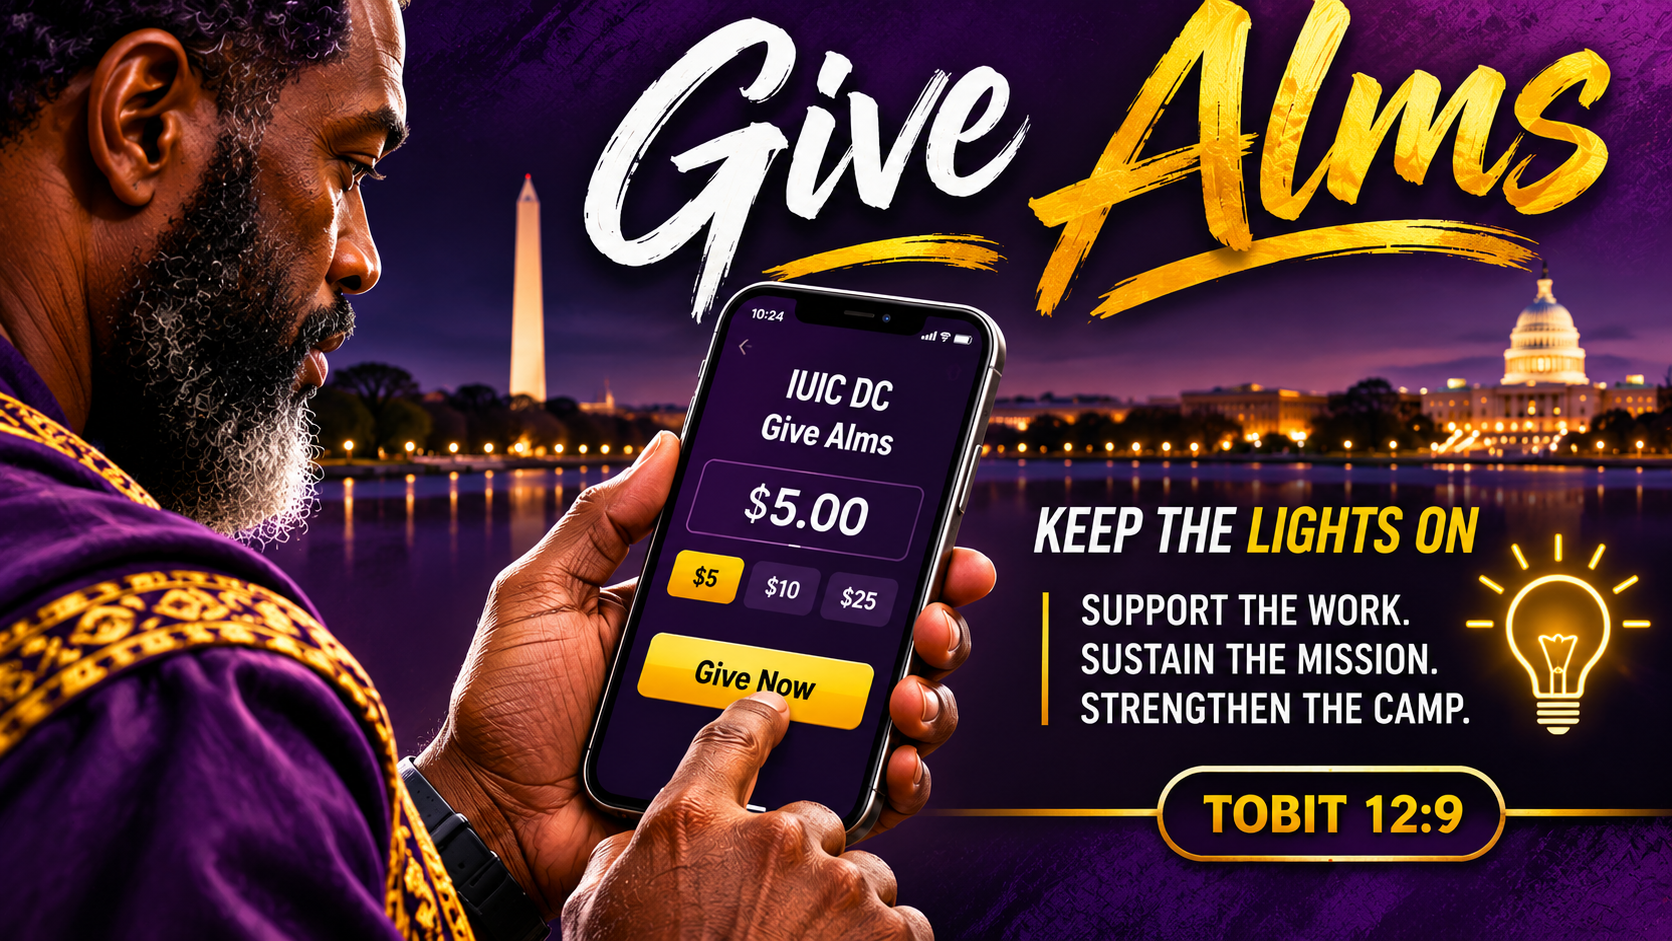 Give Alms
10:24
IUIC DC
Give Alms
$5.00
$5 $10 $25
Give Now
KEEP THE LIGHTS ON
SUPPORT THE WORK.
SUSTAIN THE MISSION.
STRENGTHEN THE CAMP.
TOBIT 12:9